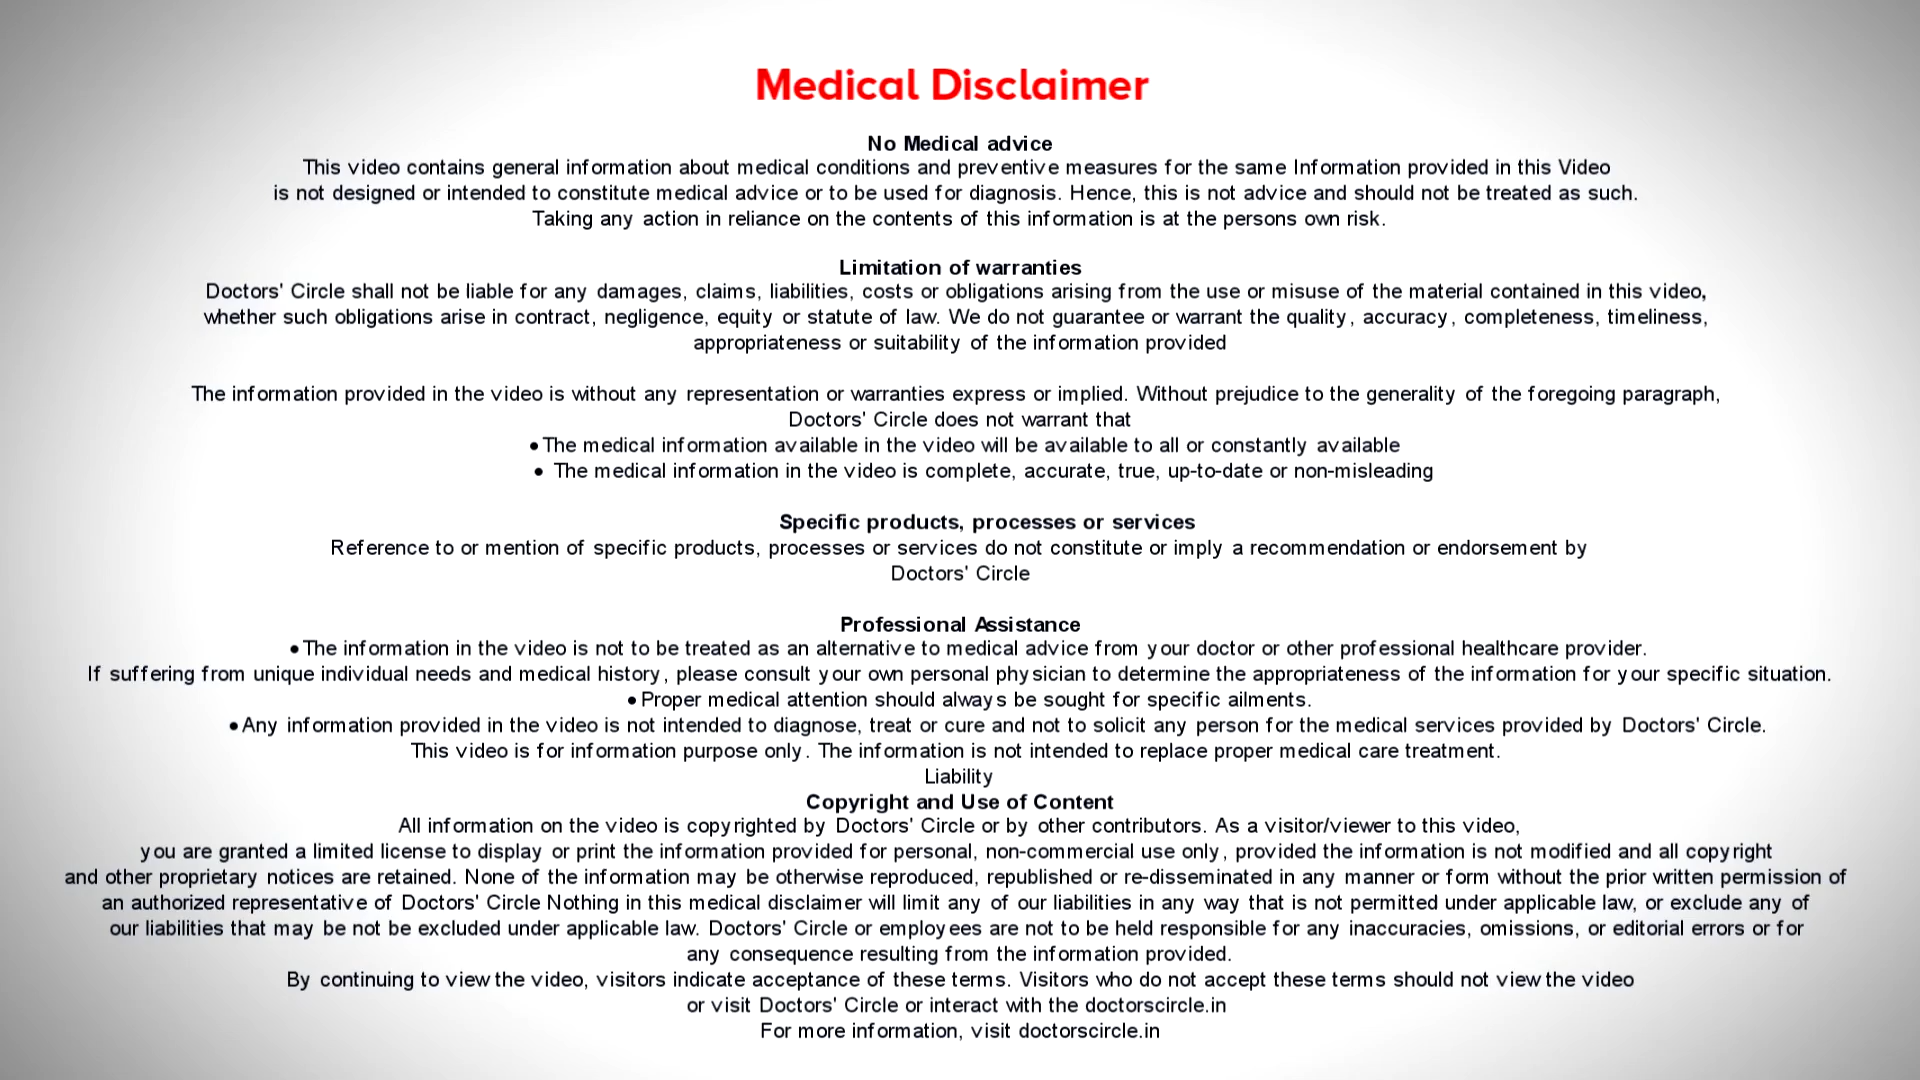 Medical Disclaimer
No Medical advice
This video contains general information about medical conditions and preventive measures for the same Information provided in this Video
is not designed or intended to constitute medical advice or to be used for diagnosis. Hence, this is not advice and should not be treated as such.
Taking any action in reliance on the contents of this information is at the persons own risk.
Limitation of warranties
Doctors' Circle shall not be liable for any damages, claims, liabilities, costs or obligations arising from the use or misuse of the material contained in this video,
whether such obligations arise in contract, negligence, equity or statute of law. We do not guarantee or warrant the quality, accuracy, completeness, timeliness,
appropriateness or suitability of the information provided
The information provided in the video is without any representation or warranties express or implied. Without prejudice to the generality of the foregoing paragraph,
Doctors' Circle does not warrant that
• The medical information available in the video will be available to all or constantly available
• The medical information in the video is complete, accurate, true, up-to-date or non-misleading
Specific products, processes or services
Reference to or mention of specific products, processes or services do not constitute or imply a recommendation or endorsement by
Doctors' Circle
Professional Assistance
• The information in the video is not to be treated as an alternative to medical advice from your doctor or other professional healthcare provider.
If suffering from unique individual needs and medical history, please consult your own personal physician to determine the appropriateness of the information for your specific situation.
• Proper medical attention should always be sought for specific ailments.
• Any information provided in the video is not intended to diagnose, treat or cure and not to solicit any person for the medical services provided by Doctors' Circle.
This video is for information purpose only. The information is not intended to replace proper medical care treatment.
Liability
Copyright and Use of Content
All information on the video is copyrighted by Doctors' Circle or by other contributors. As a visitor/viewer to this video,
you are granted a limited license to display or print the information provided for personal, non-commercial use only, provided the information is not modified and all copyright
and other proprietary notices are retained. None of the information may be otherwise reproduced, republished or re-disseminated in any manner or form without the prior written permission of
an authorized representative of Doctors' Circle Nothing in this medical disclaimer will limit any of our liabilities in any way that is not permitted under applicable law, or exclude any of
our liabilities that may be not be excluded under applicable law. Doctors' Circle or employees are not to be held responsible for any inaccuracies, omissions, or editorial errors or for
any consequence resulting from the information provided.
By continuing to view the video, visitors indicate acceptance of these terms. Visitors who do not accept these terms should not view the video
or visit Doctors' Circle or interact with the doctorscircle.in
For more information, visit doctorscircle.in